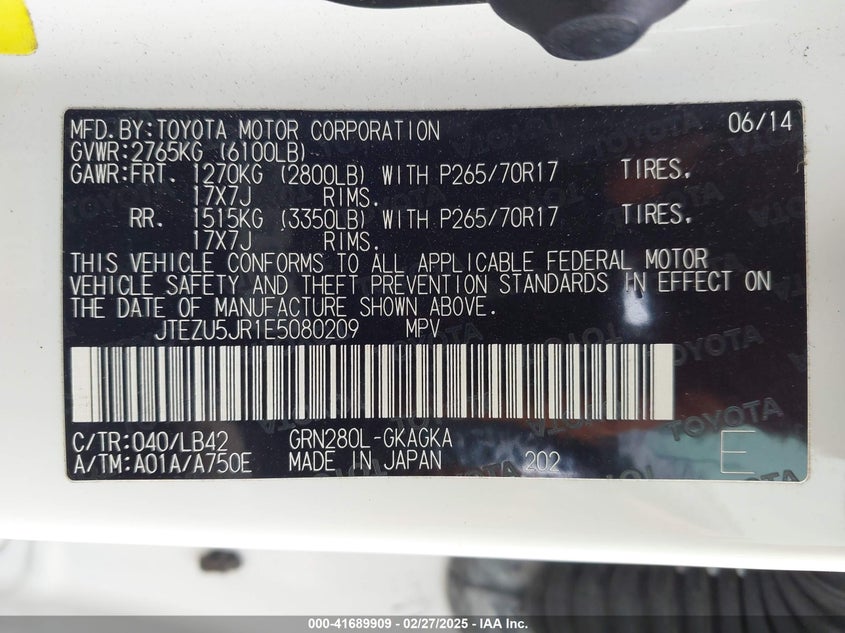 MFD.BY:TOYOTA MOTOR CORPORATION 06/14
GVWR:2765KG (6100LB)
GAWR:FRT. 1270KG (2800LB) WITH P265/70R17 TIRES.
17X7J RIMS.
RR. 1515KG (3350LB) WITH P265/70R17 TIRES.
17X7J RIMS.
THIS VEHICLE CONFORMS TO ALL APPLICABLE FEDERAL MOTOR
VEHICLE SAFETY AND THEFT PREVENTION STANDARDS IN EFFECT ON
THE DATE OF MANUFACTURE SHOWN ABOVE.
JTEZU5JR1E5080209 MPV
C/TR:040/LB42 GRN280L-GKAGKA
A/TM:A01A/A750E MADE IN JAPAN 202 E
000-41689909 - 02/27/2025 - IAA Inc.